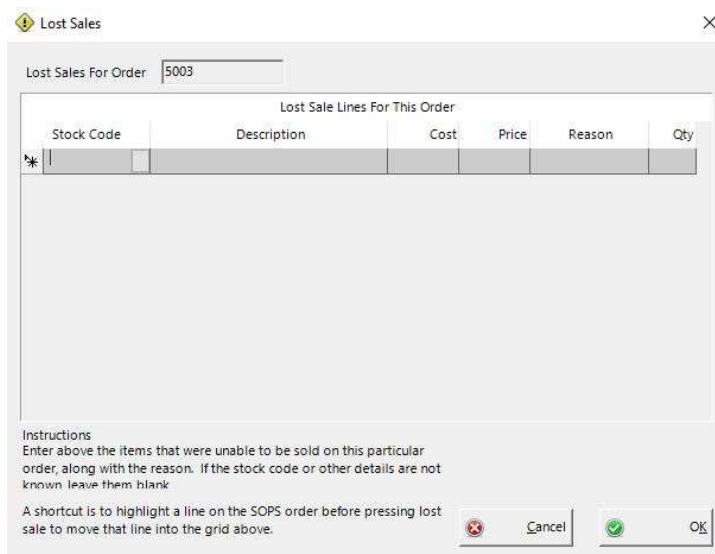 Lost Sales
Lost Sales For Order 5003
Lost Sale Lines For This Order
Stock Code Description Cost Price Reason Qty
Instructions
Enter above the items that were unable to be sold on this particular
order, along with the reason. If the stock code or other details are not
known leave them blank
A shortcut is to highlight a line on the SOPS order before pressing lost
sale to move that line into the grid above.
Cancel OK